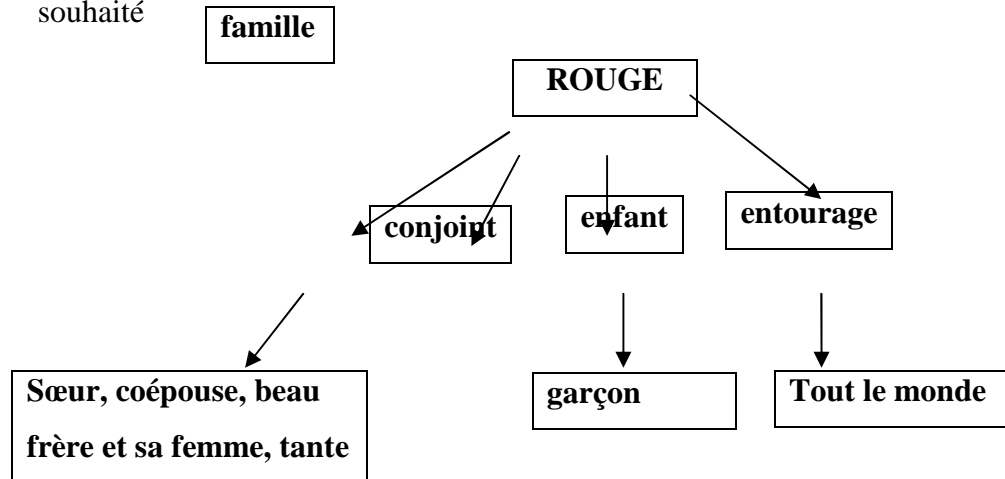 souhaité
famille
ROUGE
conjoint
enfant
entourage
Sœur, coépouse, beau
frère et sa femme, tante
garçon
Tout le monde